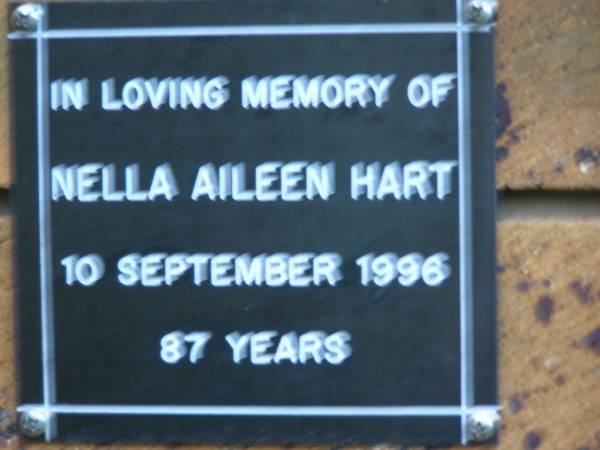 IN LOVING MEMORY OF
NELLA AILEEN HART
10 SEPTEMBER 1996
87 YEARS